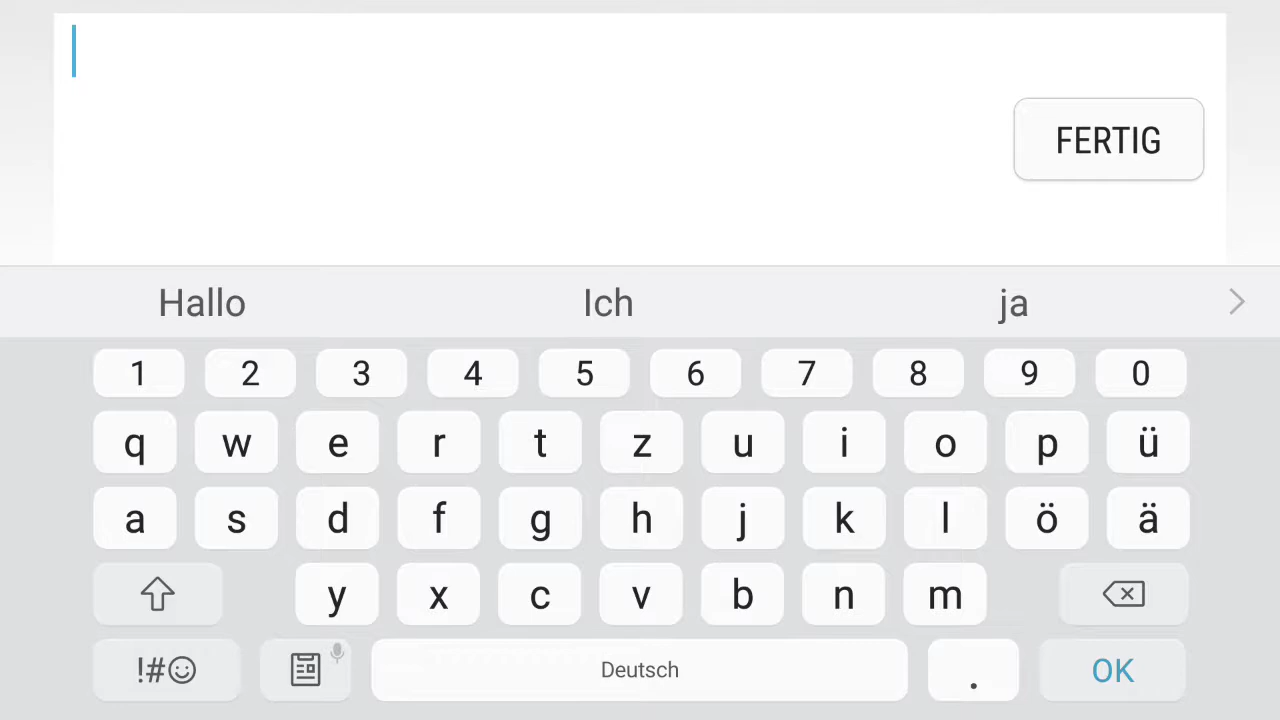 FERTIG
Hallo Ich ja
1 2 3 4 5 6 7 8 9 0
q w e r t z u i o p ü
a s d f g h j k l ö ä
y x c v b n m
!#☺ Deutsch . OK